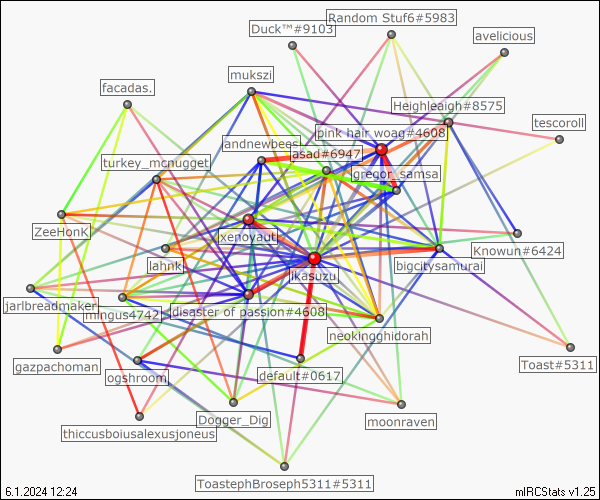 Random Stuf6#5983
Duck™#9103
avelicious
mukszi
facadas.
Heighleaigh#8575
tescoroll
pink hair woag#4608
andnewbees
asad#6947
turkey_mcnugget
gregor_samsa
ZeeHonK
xenoyaut
Knowun#6424
lahnk
bigcitysamurai
ikasuzu
jarlbreadmaker
mingus4742
disaster of passion#4608
neokingghidorah
gazpachoman
Toast#5311
ogshroom
default#0617
Dogger_Dig
moonraven
thiccusboiusalexusjoneus
ToastephBroseph5311#5311
6.1.2024 12:24
mIRCStats v1.25